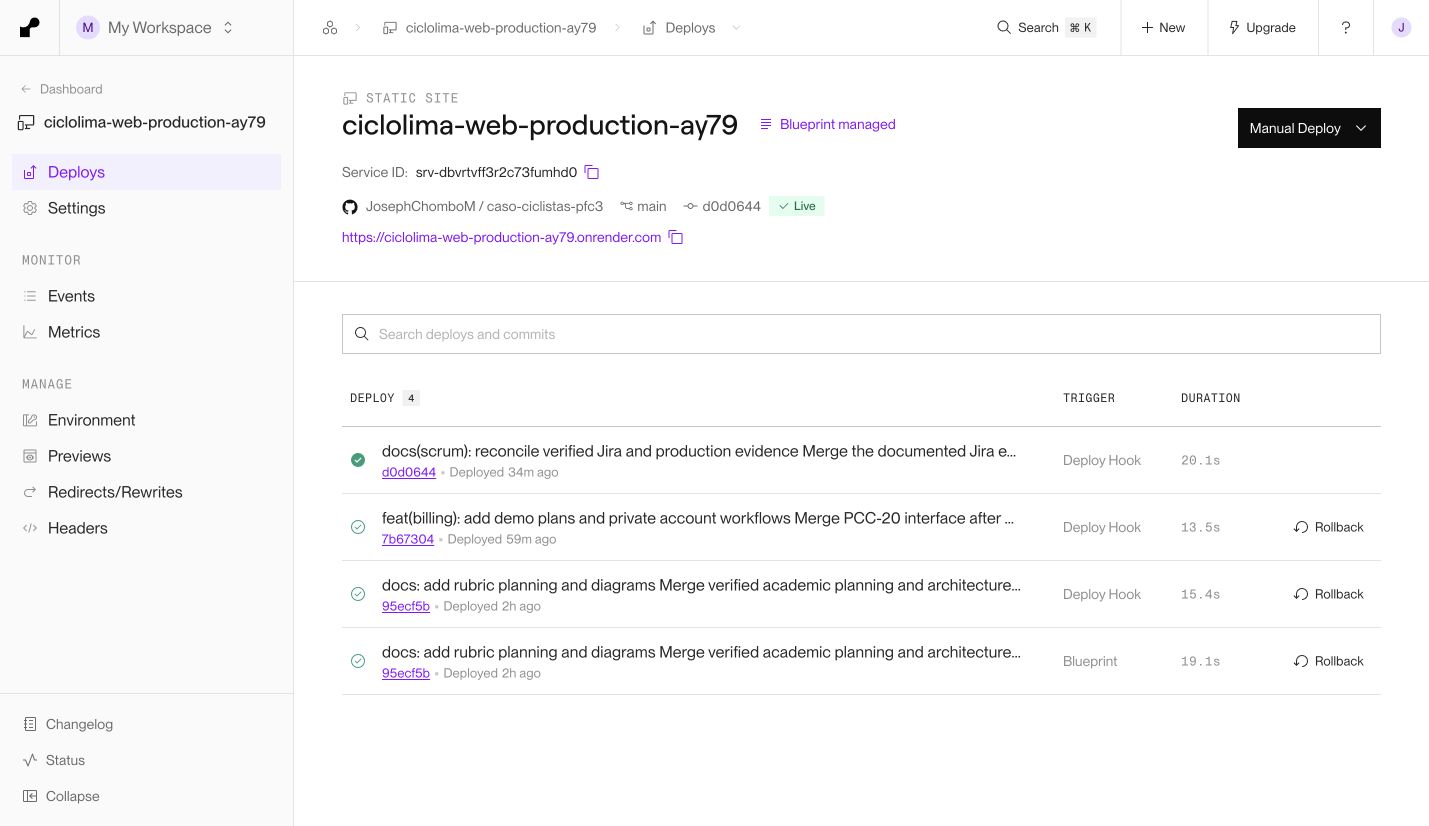 M My Workspace
ciclolima-web-production-ay79
Deploys
Search ⌘ K
New
Upgrade
?
J
Dashboard
ciclolima-web-production-ay79
Deploys
Settings
MONITOR
Events
Metrics
MANAGE
Environment
Previews
Redirects/Rewrites
Headers
Changelog
Status
Collapse
STATIC SITE
ciclolima-web-production-ay79 Blueprint managed
Manual Deploy
Service ID: srv-dbvrtvff3r2c73fumhd0
JosephChomboM / caso-ciclistas-pfc3 main d0d0644 Live
https://ciclolima-web-production-ay79.onrender.com
Search deploys and commits
DEPLOY 4 TRIGGER DURATION
docs(scrum): reconcile verified Jira and production evidence Merge the documented Jira e...
d0d0644 • Deployed 34m ago
Deploy Hook 20.1s
feat(billing): add demo plans and private account workflows Merge PCC-20 interface after ...
7b67304 • Deployed 59m ago
Deploy Hook 13.5s Rollback
docs: add rubric planning and diagrams Merge verified academic planning and architecture...
95ecf5b • Deployed 2h ago
Deploy Hook 15.4s Rollback
docs: add rubric planning and diagrams Merge verified academic planning and architecture...
95ecf5b • Deployed 2h ago
Blueprint 19.1s Rollback